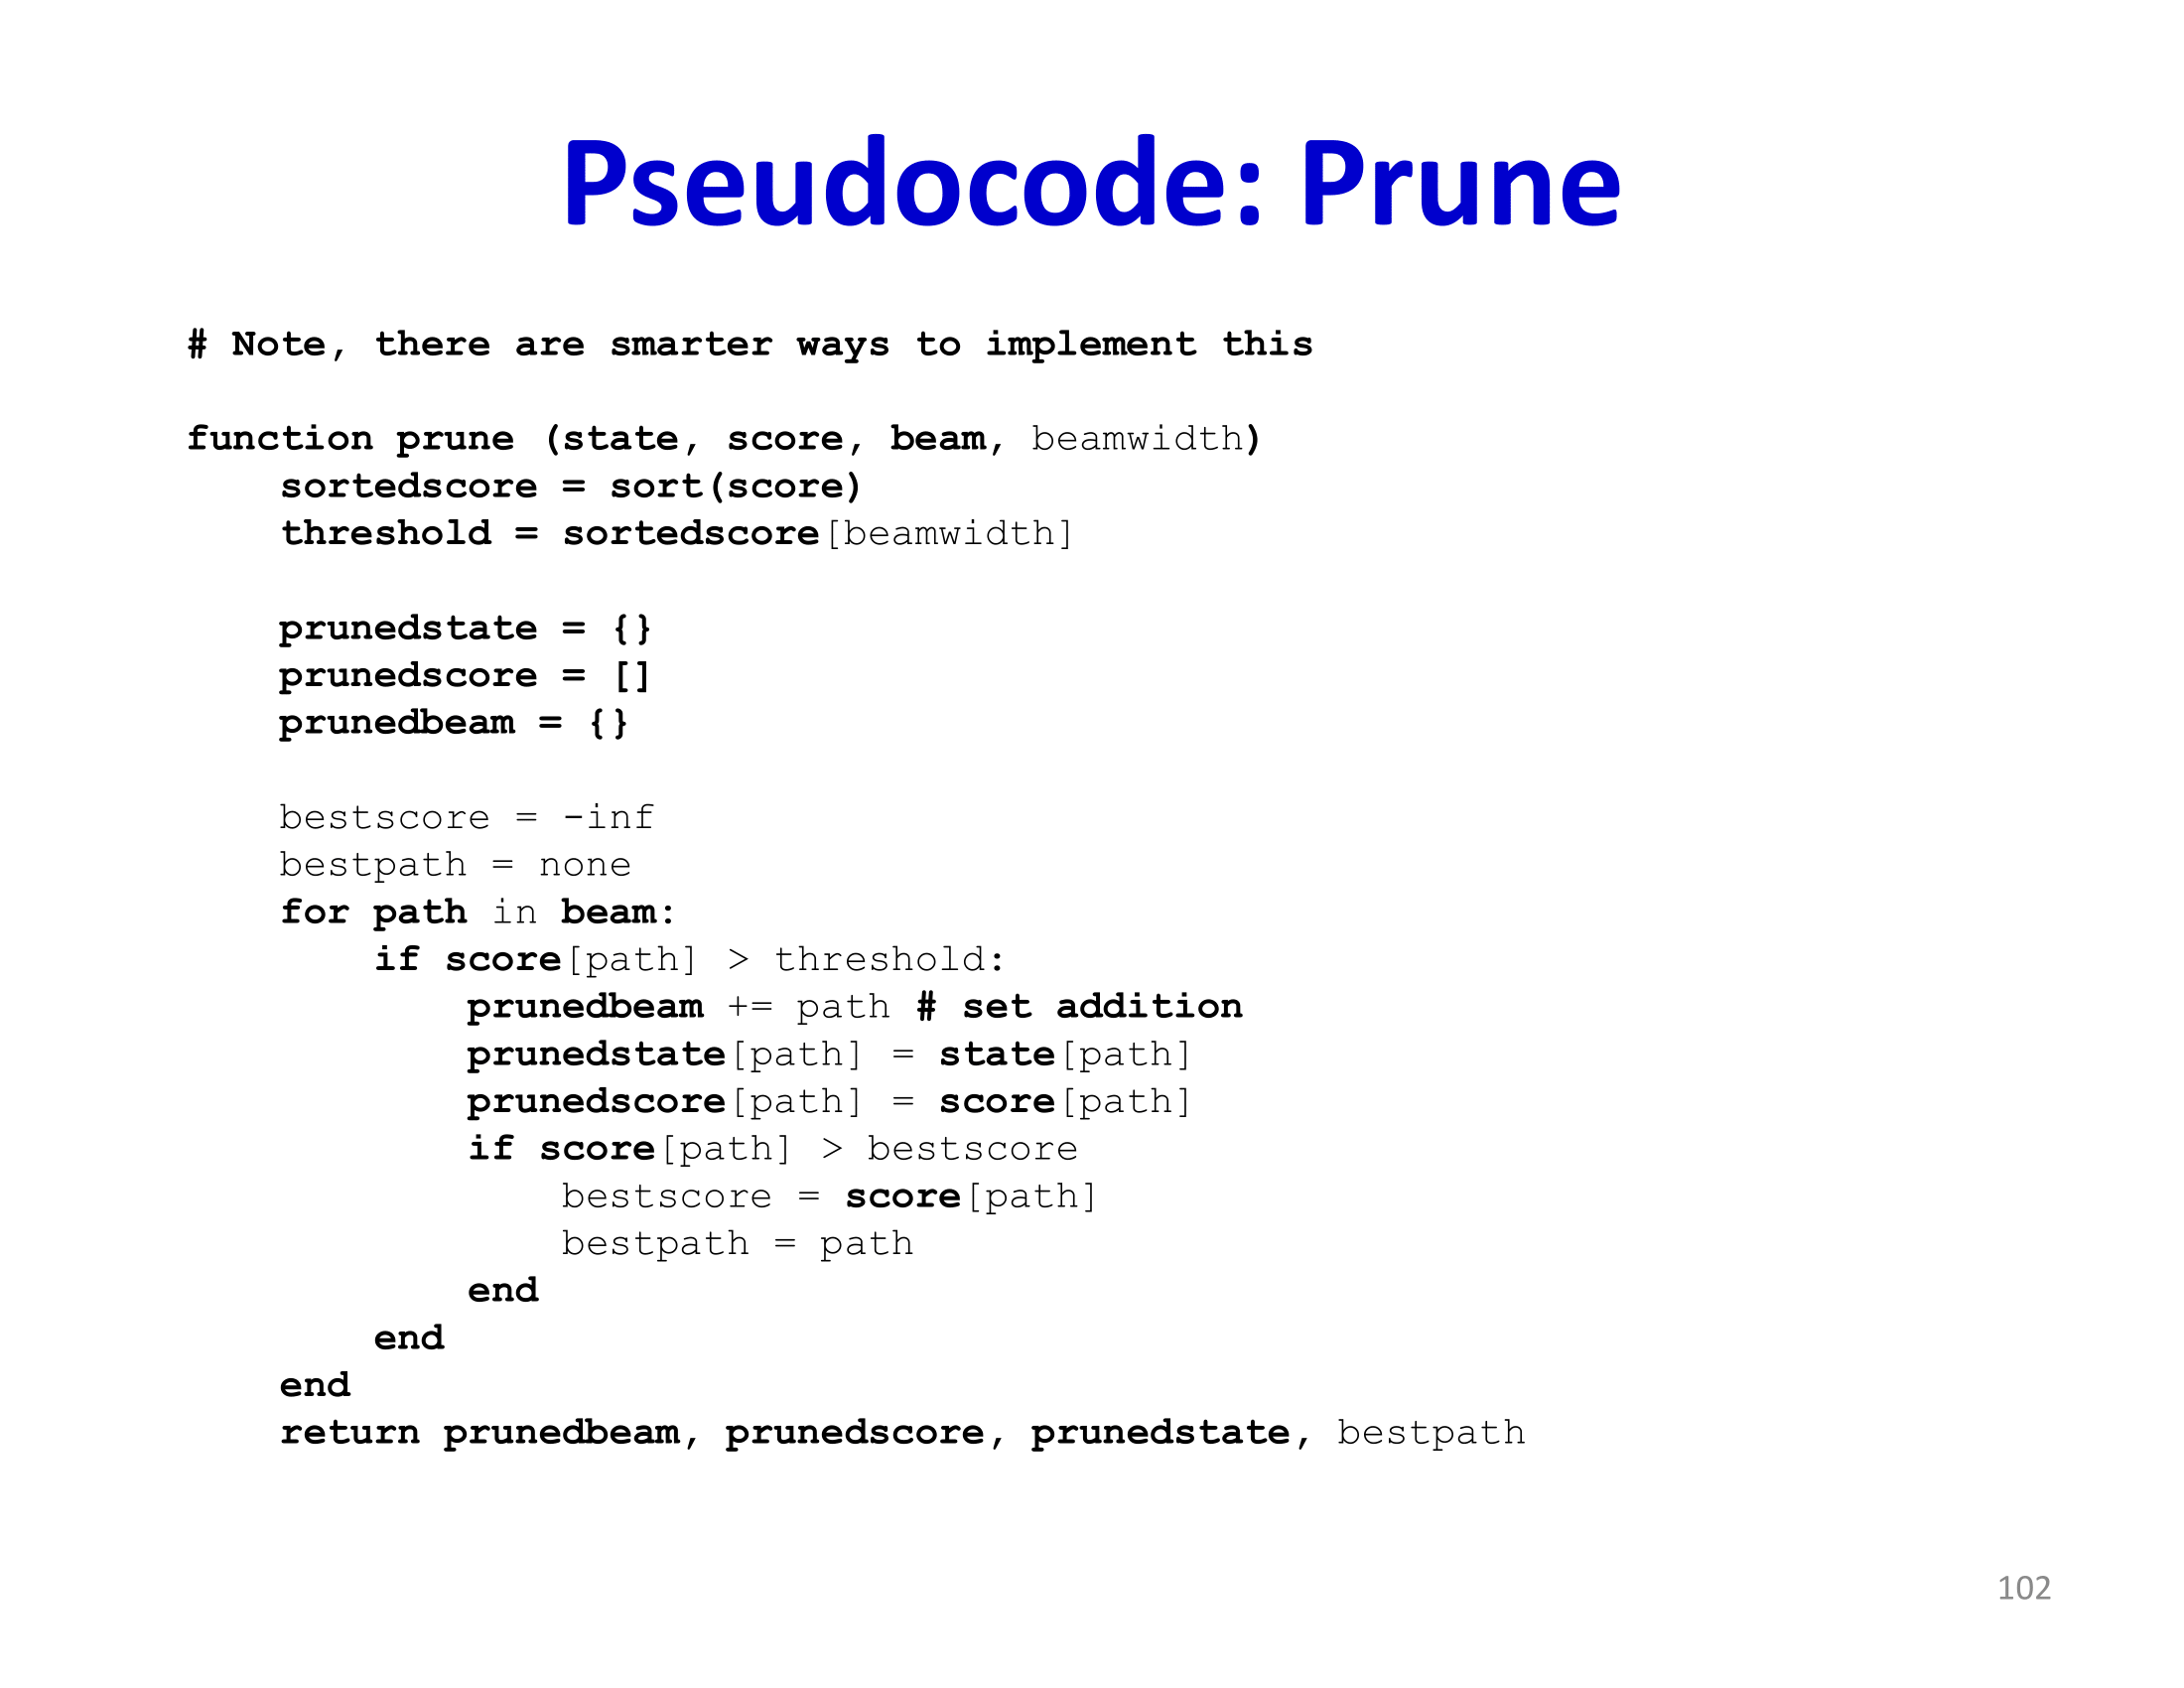 Pseudocode: Prune
# Note, there are smarter ways to implement this
function prune (state, score, beam, beamwidth)
sortedscore = sort(score)
threshold = sortedscore[beamwidth]
prunedstate = {}
prunedscore = []
prunedbeam = {}
bestscore = -inf
bestpath = none
for path in beam:
if score[path] > threshold:
prunedbeam += path # set addition
prunedstate[path] = state[path]
prunedscore[path] = score[path]
if score[path] > bestscore
bestscore = score[path]
bestpath = path
end
end
end
return prunedbeam, prunedscore, prunedstate, bestpath
102